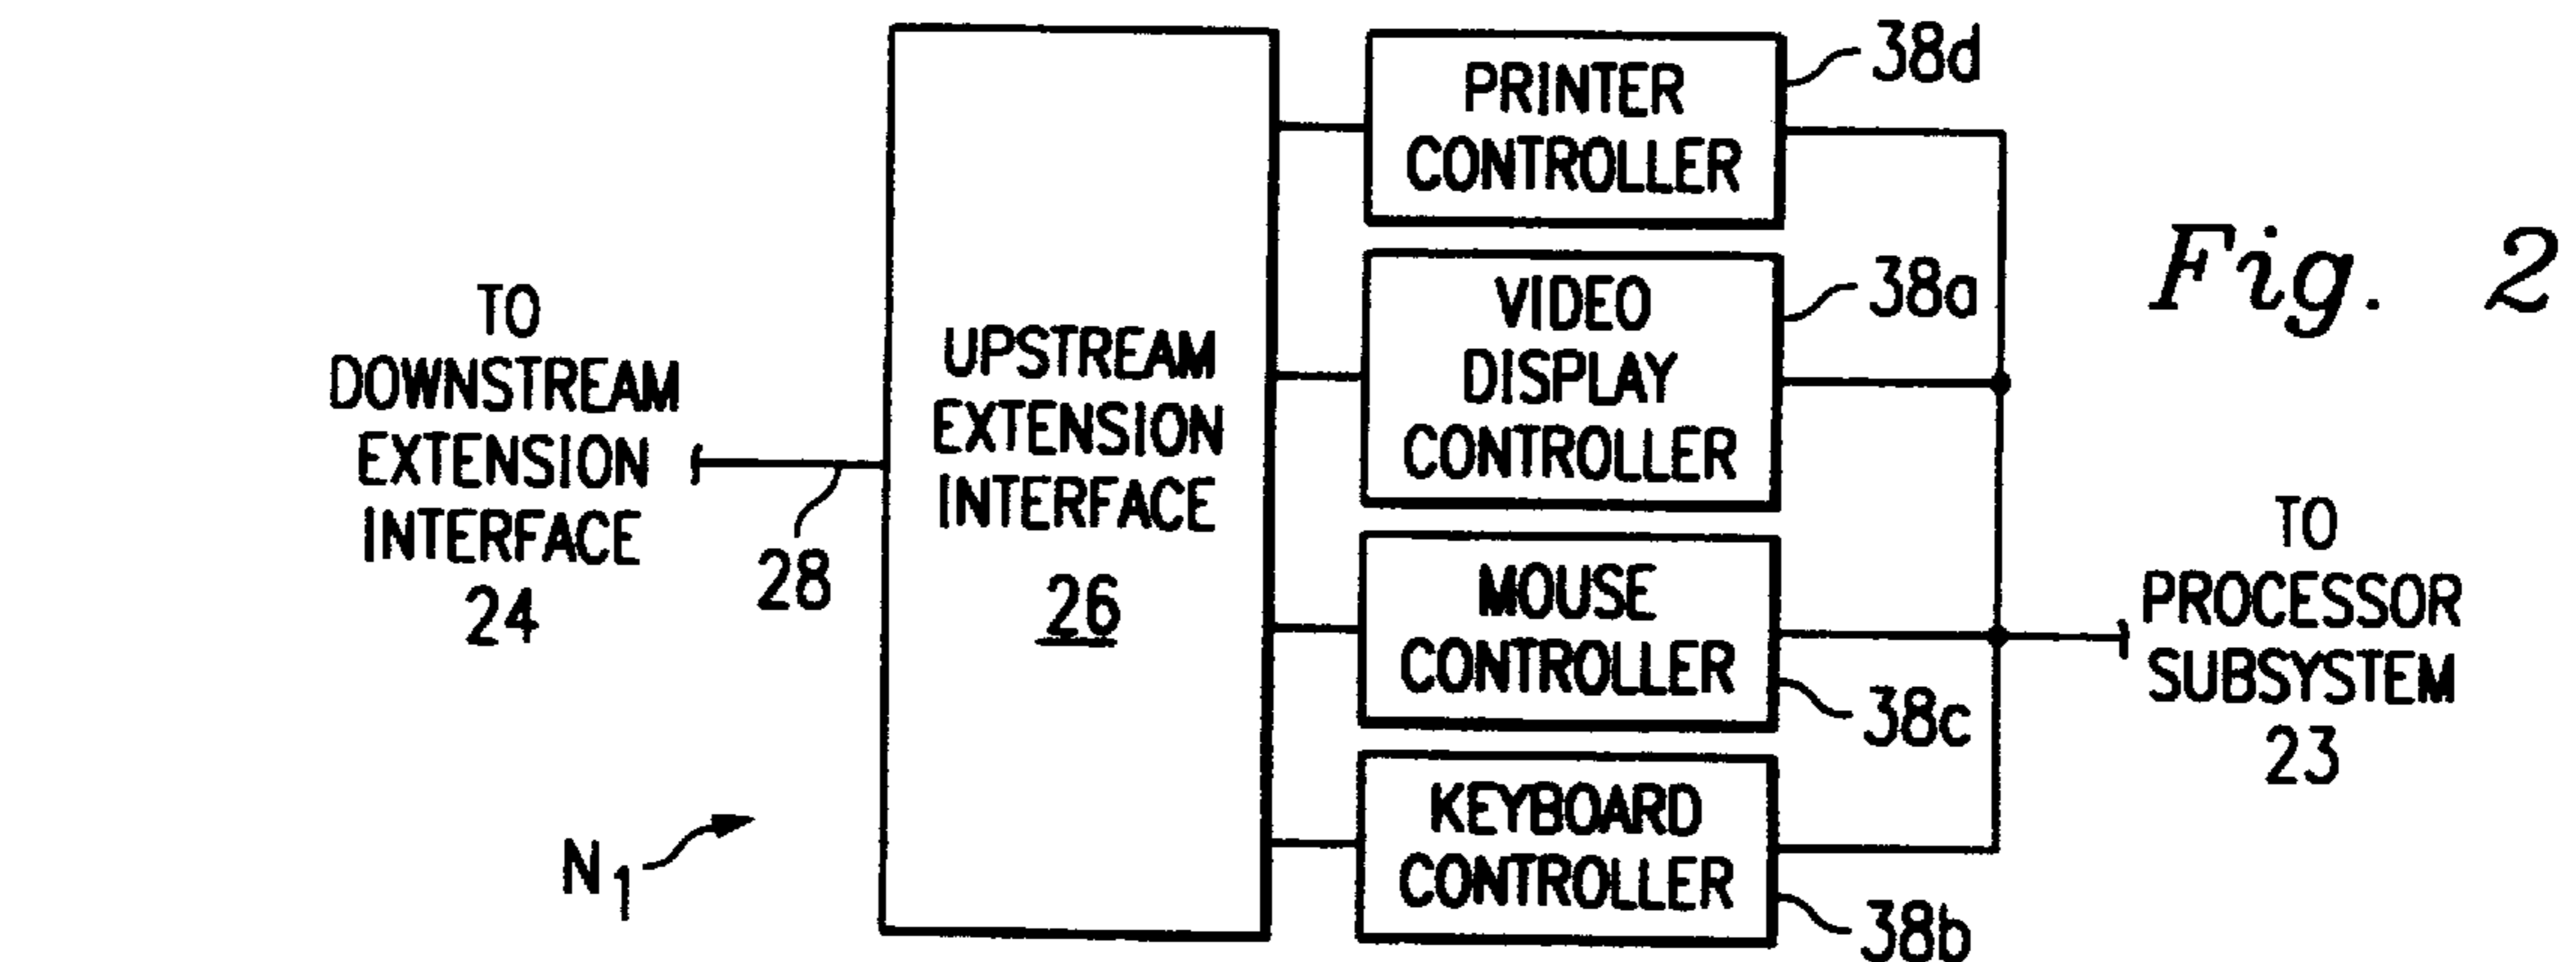 TO
DOWNSTREAM
EXTENSION
INTERFACE
24
28
N1
UPSTREAM
EXTENSION
INTERFACE
26
PRINTER
CONTROLLER
38d
VIDEO
DISPLAY
CONTROLLER
38a
MOUSE
CONTROLLER
38c
KEYBOARD
CONTROLLER
38b
TO
PROCESSOR
SUBSYSTEM
23
Fig. 2